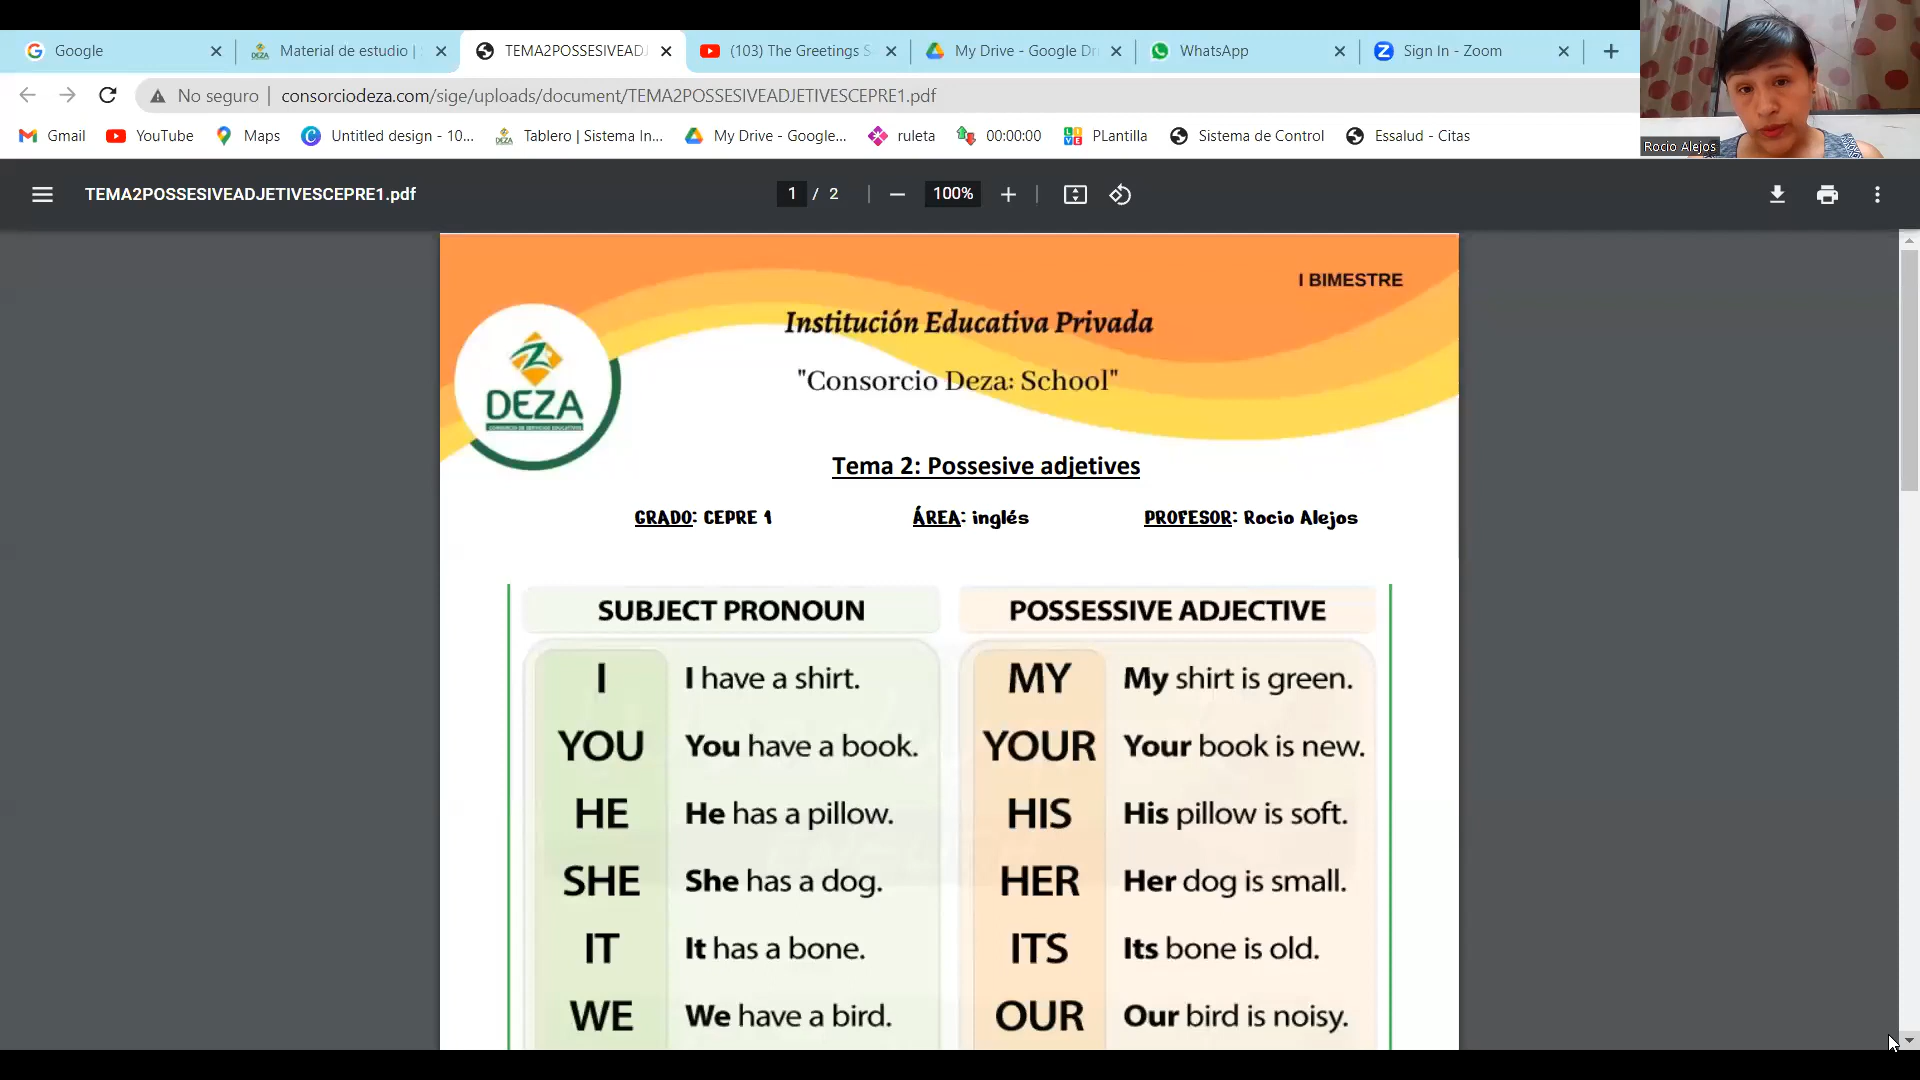 Google
Material de estudio |
TEMA2POSSESIVEADJ
(103) The Greetings S
My Drive - Google Dr
WhatsApp
Sign In - Zoom
No seguro | consorciodeza.com/sige/uploads/document/TEMA2POSSESIVEADJETIVESCEPRE1.pdf
Gmail
YouTube
Maps
Untitled design - 10...
Tablero | Sistema In...
My Drive - Google...
ruleta
00:00:00
PLantilla
Sistema de Control
Essalud - Citas
Rocio Alejos
TEMA2POSSESIVEADJETIVESCEPRE1.pdf
1 / 2
100%
I BIMESTRE
Institución Educativa Privada
"Consorcio Deza: School"
DEZA
CONSORCIO DE SERVICIOS EDUCATIVOS
Tema 2: Possesive adjetives
GRADO: CEPRE 1
ÁREA: inglés
PROFESOR: Rocio Alejos
SUBJECT PRONOUN
POSSESSIVE ADJECTIVE
I I have a shirt. MY My shirt is green.
YOU You have a book. YOUR Your book is new.
HE He has a pillow. HIS His pillow is soft.
SHE She has a dog. HER Her dog is small.
IT It has a bone. ITS Its bone is old.
WE We have a bird. OUR Our bird is noisy.